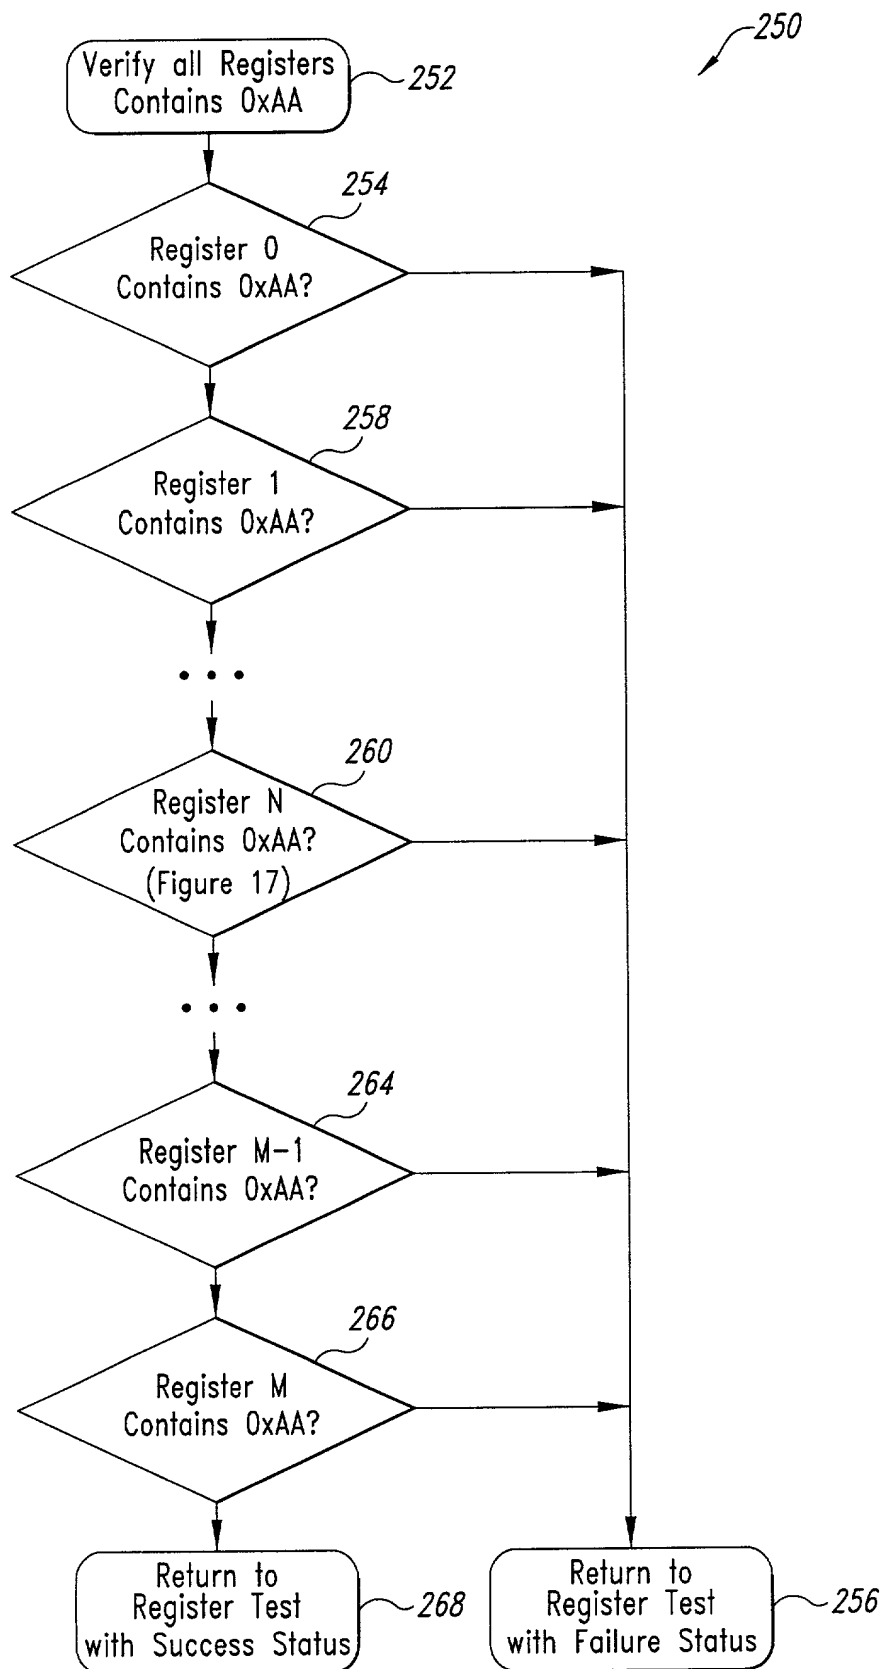 250
Verify all Registers
Contains 0xAA
252
254
Register 0
Contains 0xAA?
258
Register 1
Contains 0xAA?
• • •
260
Register N
Contains 0xAA?
(Figure 17)
• • •
264
Register M-1
Contains 0xAA?
266
Register M
Contains 0xAA?
Return to
Register Test
with Success Status
268
Return to
Register Test
with Failure Status
256